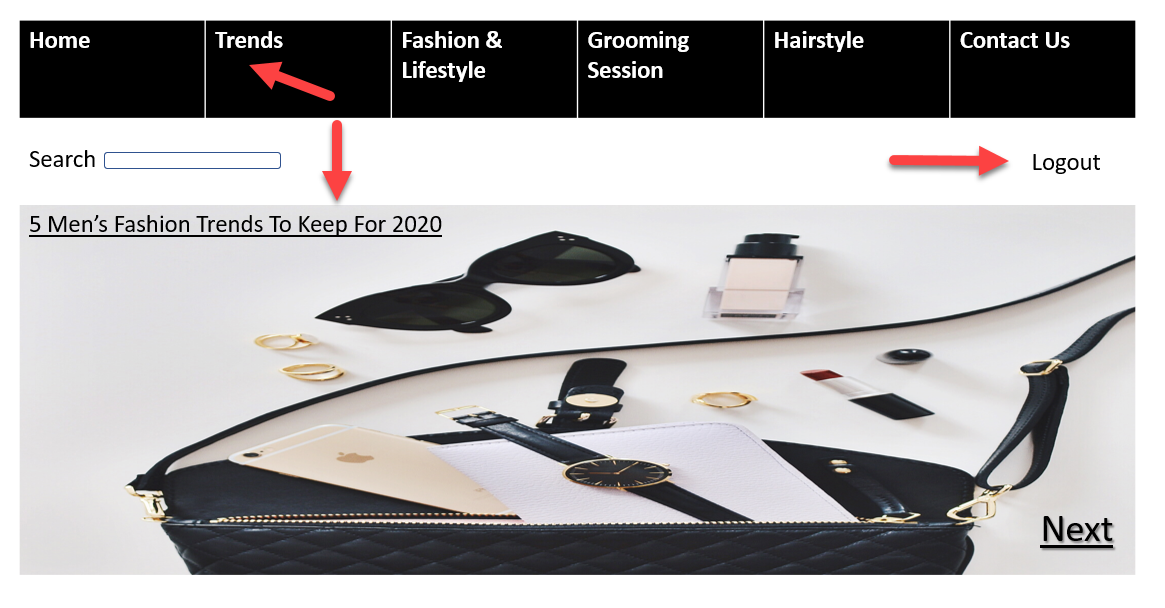 Home
Trends
Fashion &
Lifestyle
Grooming
Session
Hairstyle
Contact Us
Search
Logout
5 Men’s Fashion Trends To Keep For 2020
Next